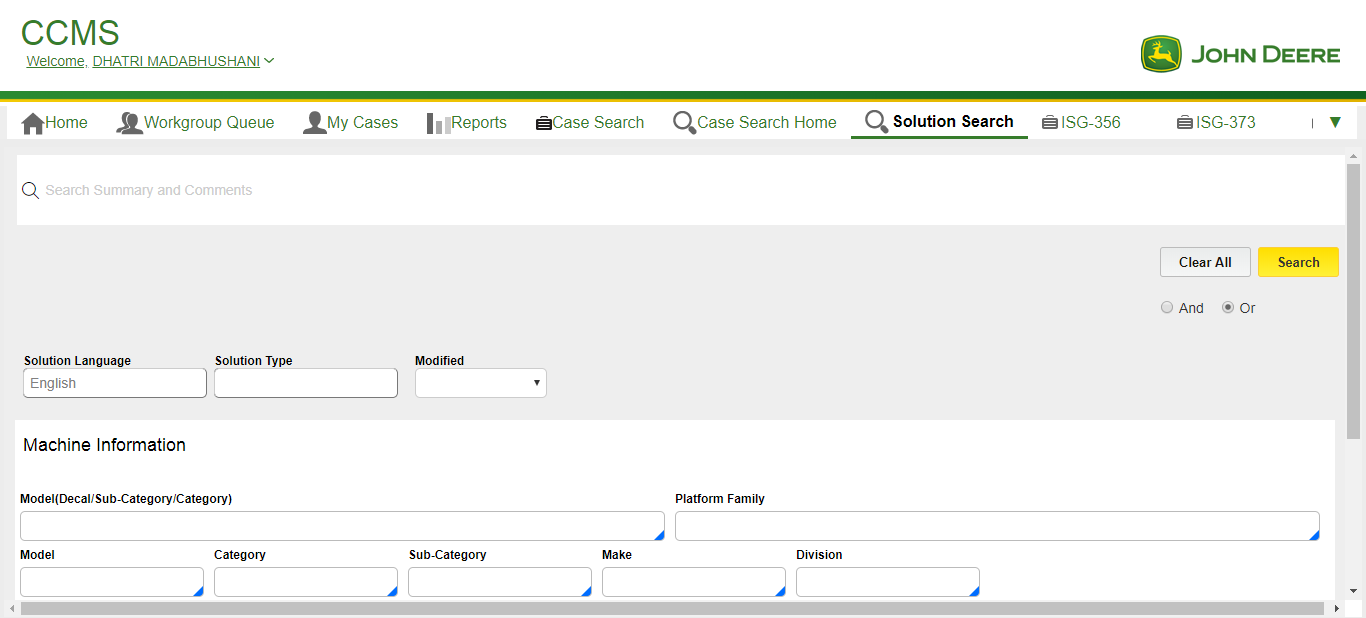 CCMS
Welcome, DHATRI MADABHUSHANI
JOHN DEERE
Home Workgroup Queue My Cases Reports Case Search Case Search Home Solution Search ISG-356 ISG-373
Search Summary and Comments
Clear All Search
And Or
Solution Language Solution Type Modified
English
Machine Information
Model(Decal/Sub-Category/Category) Platform Family
Model Category Sub-Category Make Division